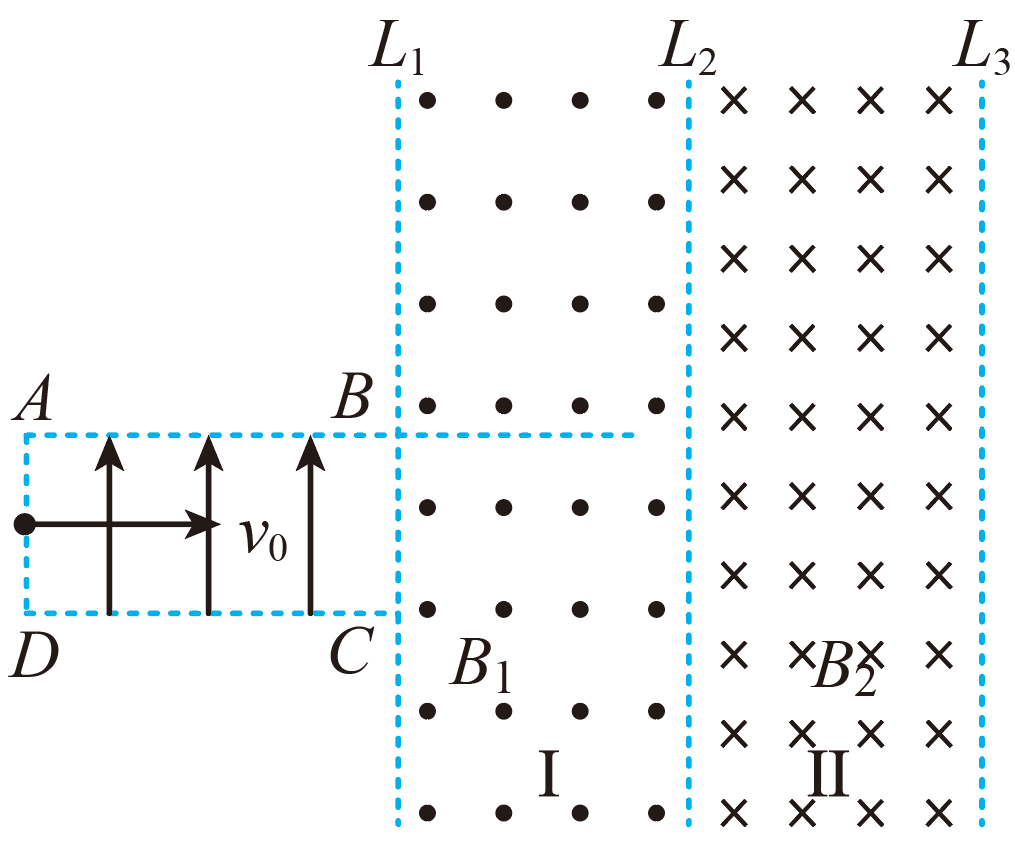 L₁ L₂ L₃
A B
v₀
D C
B₁ B₂
I II